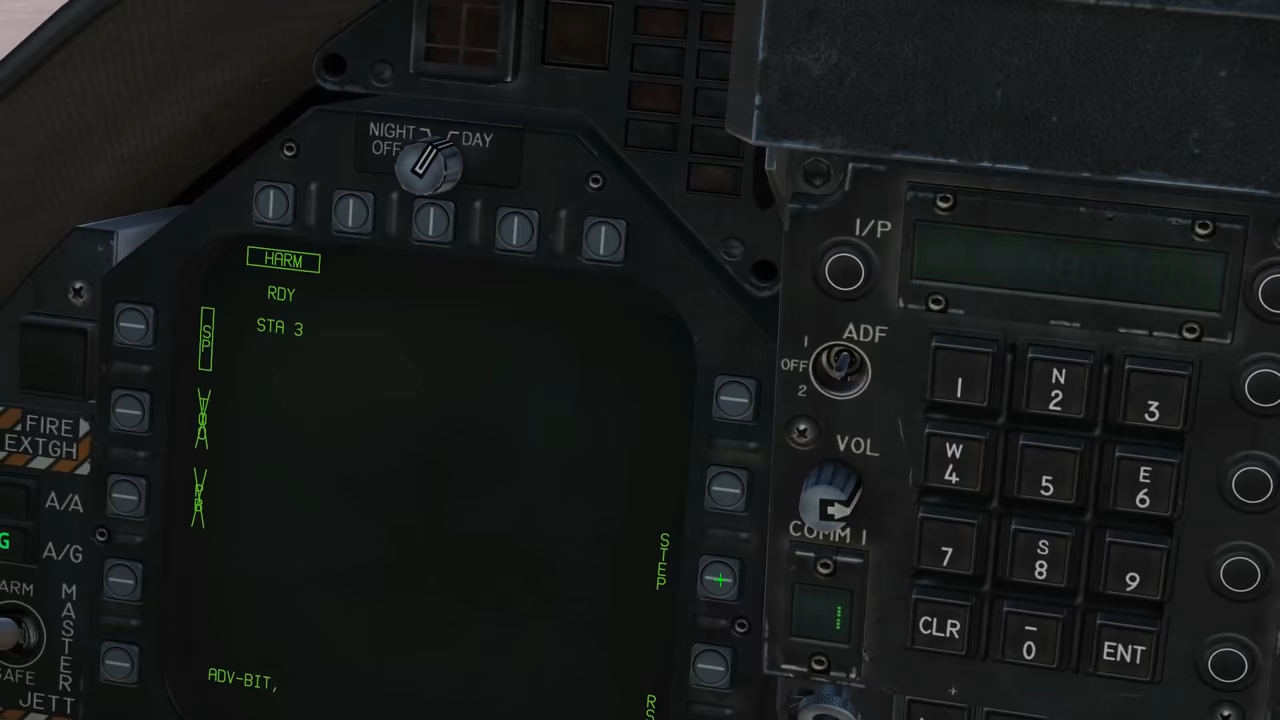 NIGHT
DAY
OFF
HARM
RDY
STA 3
SP
STEP
ADV-BIT,
RS
FIRE
EXTGH
A/A
G
A/G
ARM
MASTER
SAFE
JETT
I/P
ADF
1
OFF
2
VOL
COMM 1
1
N
2
3
W
4
5
E
6
7
S
8
9
CLR
–
0
ENT
+